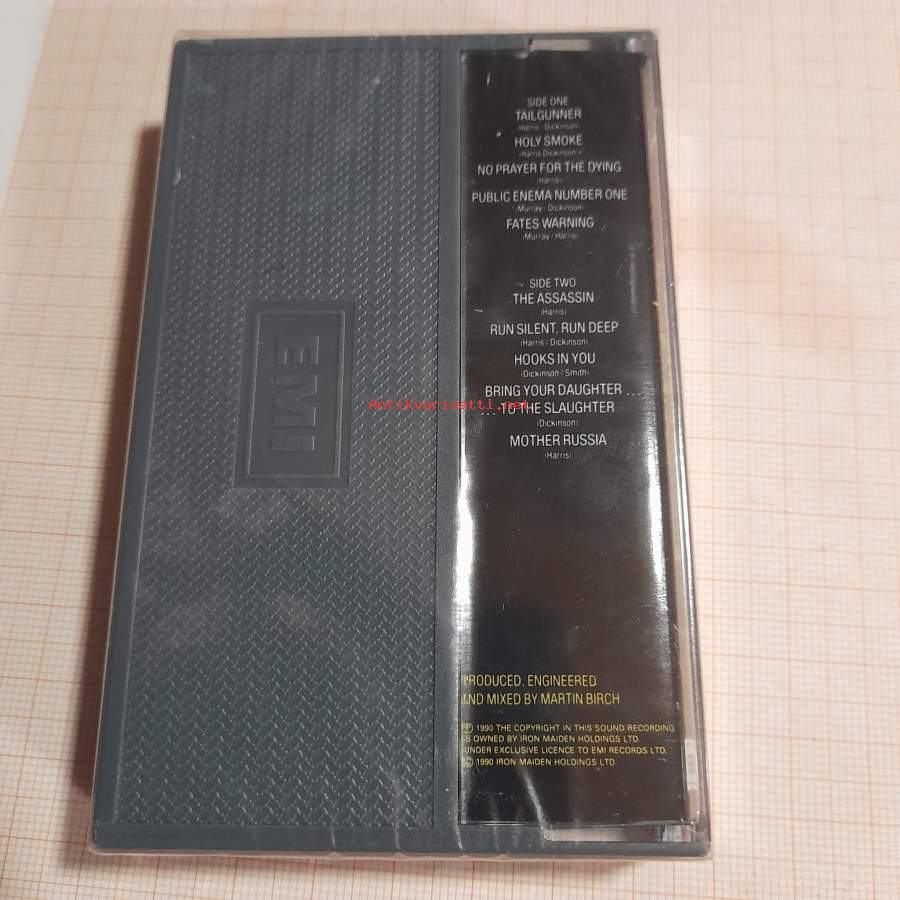 SIDE ONE
TAILGUNNER
(Harris / Dickinson)
HOLY SMOKE
(Harris Dickinson)
NO PRAYER FOR THE DYING
(Harris)
PUBLIC ENEMA NUMBER ONE
(Murray / Dickinson)
FATES WARNING
(Murray / Harris)
SIDE TWO
THE ASSASSIN
(Harris)
RUN SILENT, RUN DEEP
(Harris / Dickinson)
HOOKS IN YOU
(Dickinson / Smith)
BRING YOUR DAUGHTER ...
... TO THE SLAUGHTER
(Dickinson)
MOTHER RUSSIA
(Harris)
PRODUCED, ENGINEERED
AND MIXED BY MARTIN BIRCH
℗ 1990 THE COPYRIGHT IN THIS SOUND RECORDING
IS OWNED BY IRON MAIDEN HOLDINGS LTD.
UNDER EXCLUSIVE LICENCE TO EMI RECORDS LTD.
© 1990 IRON MAIDEN HOLDINGS LTD
EMI
Antikvariaatti.net